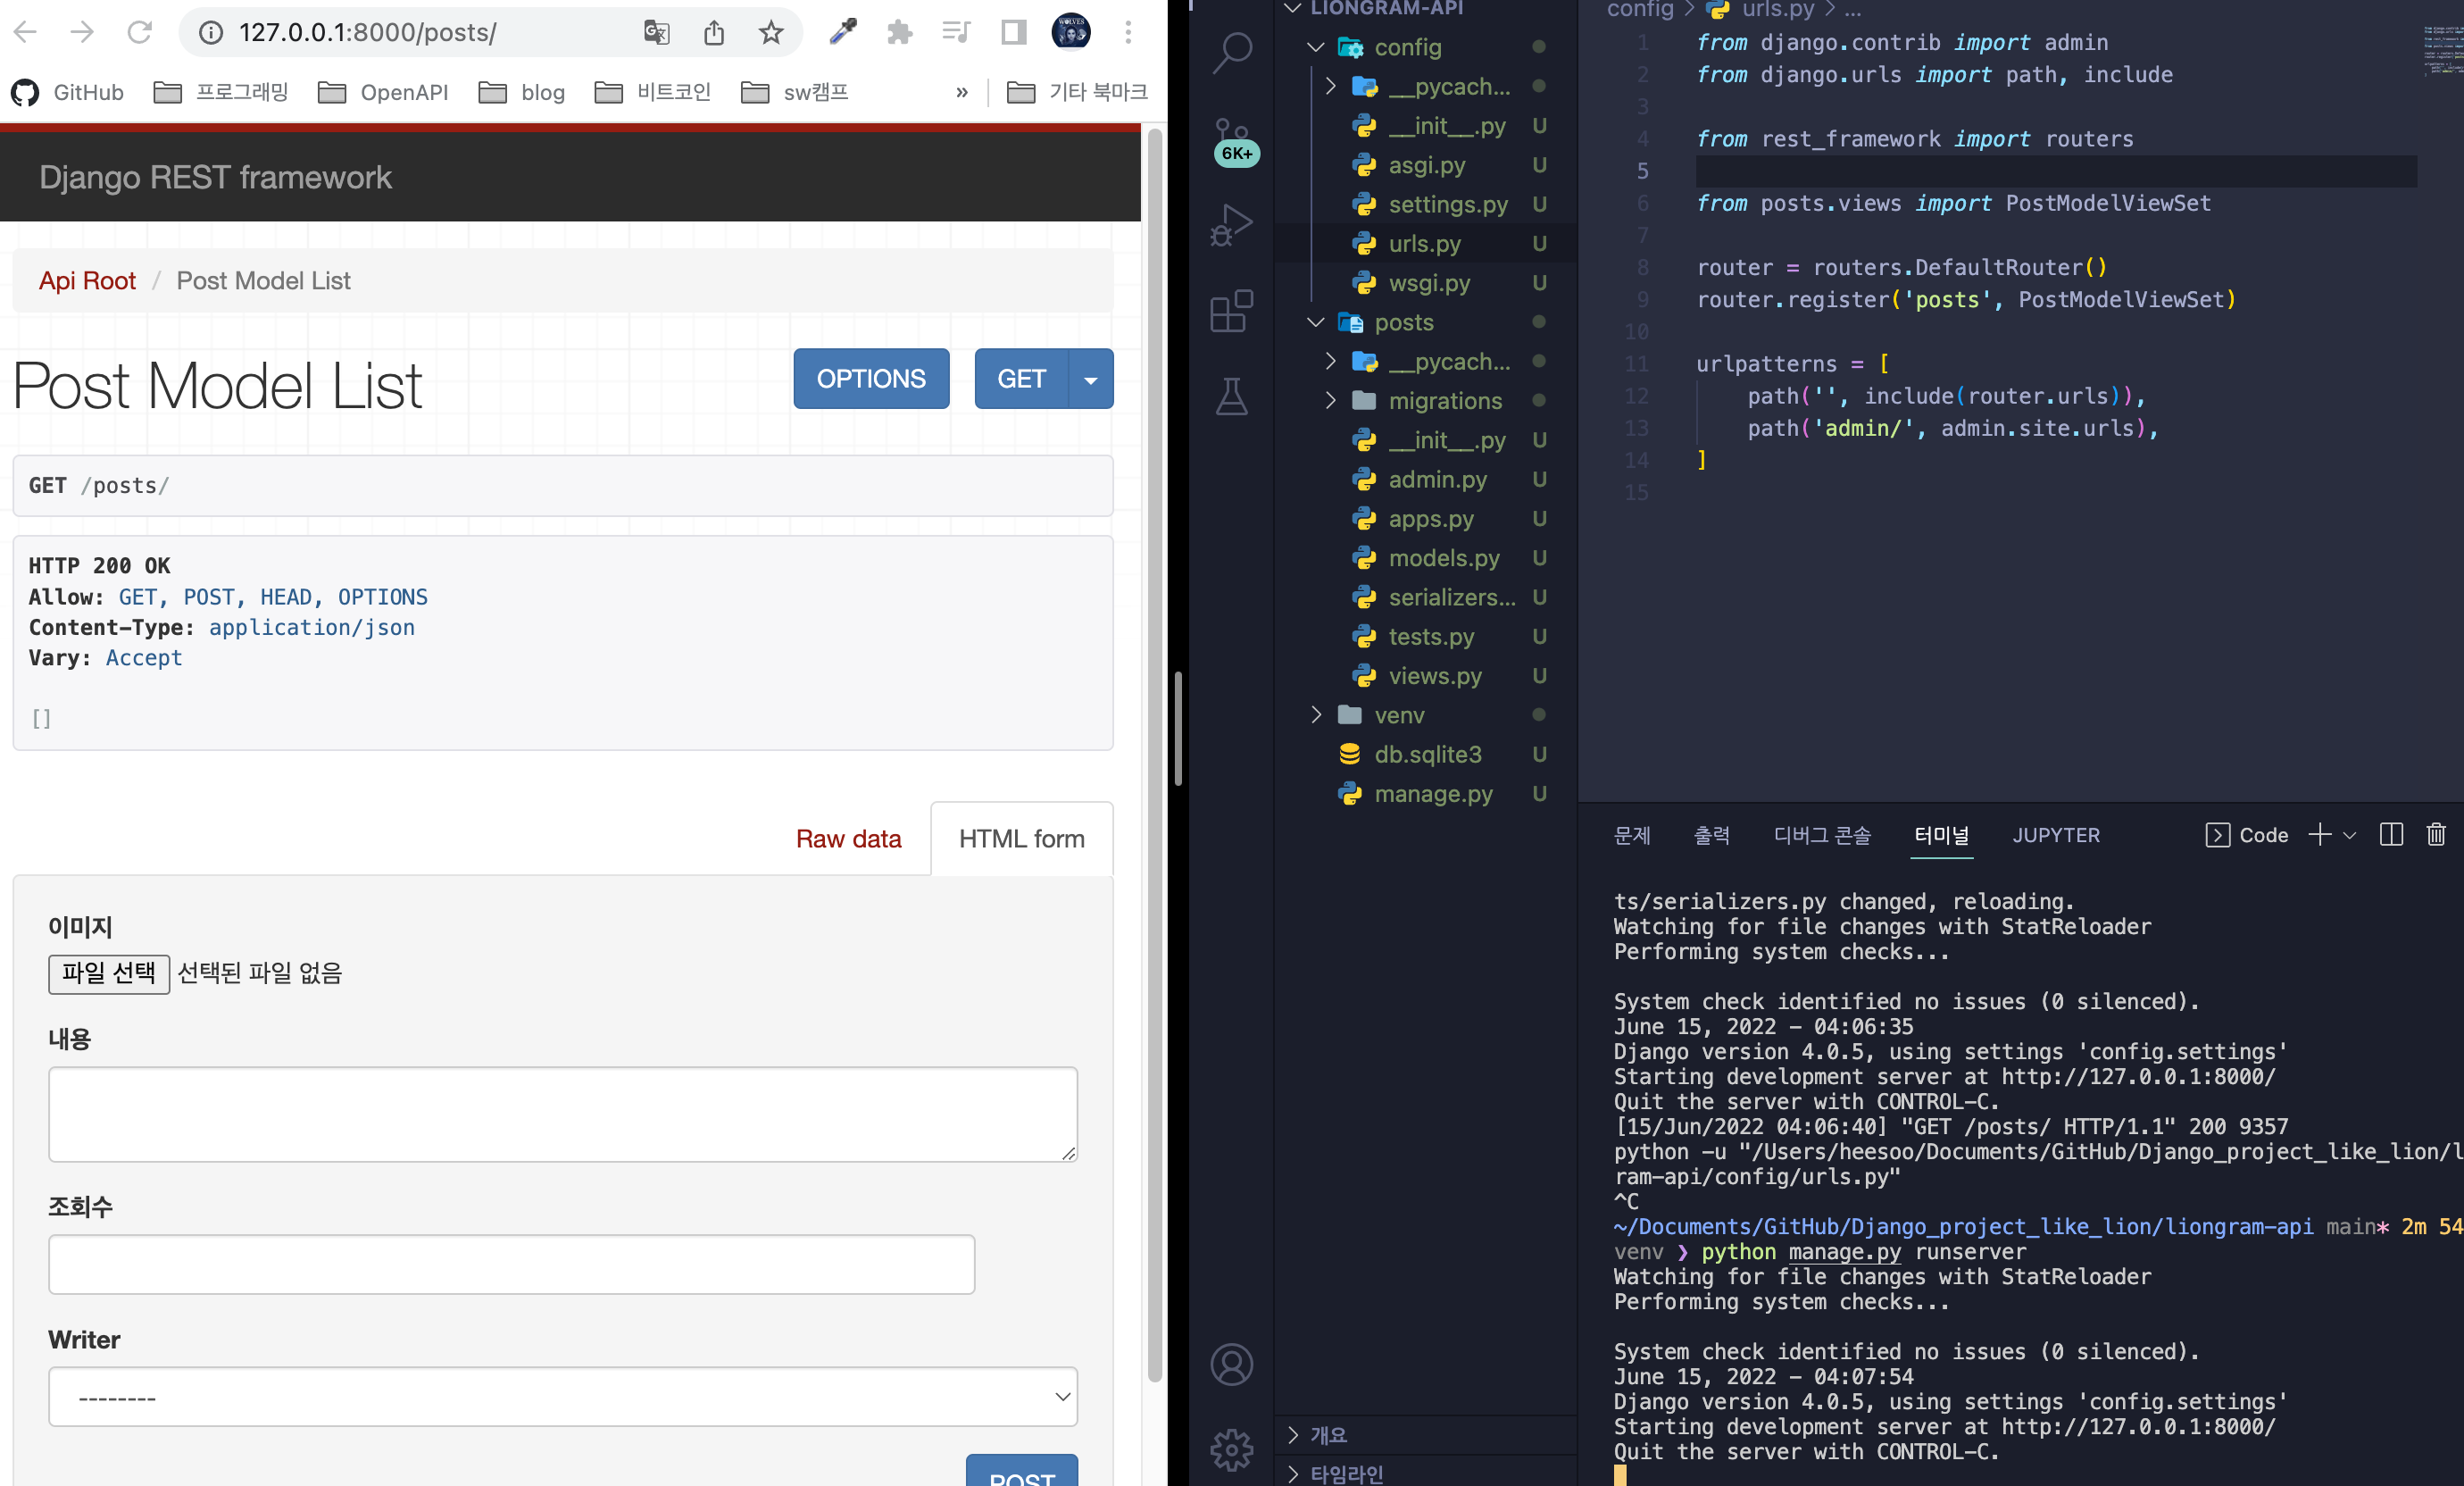 127.0.0.1:8000/posts/
GitHub
프로그래밍
OpenAPI
blog
비트코인
sw캠프
»
기타 북마크
Django REST framework
Api Root / Post Model List
Post Model List
OPTIONS
GET
GET /posts/
HTTP 200 OK
Allow: GET, POST, HEAD, OPTIONS
Content-Type: application/json
Vary: Accept
[]
Raw data
HTML form
이미지
파일 선택 선택된 파일 없음
내용
조회수
Writer
--------
POST
6K+
LIONGRAM-API
config
__pycach...
__init__.py U
asgi.py U
settings.py U
urls.py U
wsgi.py U
posts
__pycach...
migrations
__init__.py U
admin.py U
apps.py U
models.py U
serializers... U
tests.py U
views.py U
venv
db.sqlite3 U
manage.py U
개요
타임라인
config > urls.py > ...
1 from django.contrib import admin
2 from django.urls import path, include
3
4 from rest_framework import routers
5
6 from posts.views import PostModelViewSet
7
8 router = routers.DefaultRouter()
9 router.register('posts', PostModelViewSet)
10
11 urlpatterns = [
12 path('', include(router.urls)),
13 path('admin/', admin.site.urls),
14 ]
15
문제
출력
디버그 콘솔
터미널
JUPYTER
Code
ts/serializers.py changed, reloading.
Watching for file changes with StatReloader
Performing system checks...
System check identified no issues (0 silenced).
June 15, 2022 - 04:06:35
Django version 4.0.5, using settings 'config.settings'
Starting development server at http://127.0.0.1:8000/
Quit the server with CONTROL-C.
[15/Jun/2022 04:06:40] "GET /posts/ HTTP/1.1" 200 9357
python -u "/Users/heesoo/Documents/GitHub/Django_project_like_lion/l
ram-api/config/urls.py"
^C
~/Documents/GitHub/Django_project_like_lion/liongram-api main* 2m 54
venv ❯ python manage.py runserver
Watching for file changes with StatReloader
Performing system checks...
System check identified no issues (0 silenced).
June 15, 2022 - 04:07:54
Django version 4.0.5, using settings 'config.settings'
Starting development server at http://127.0.0.1:8000/
Quit the server with CONTROL-C.